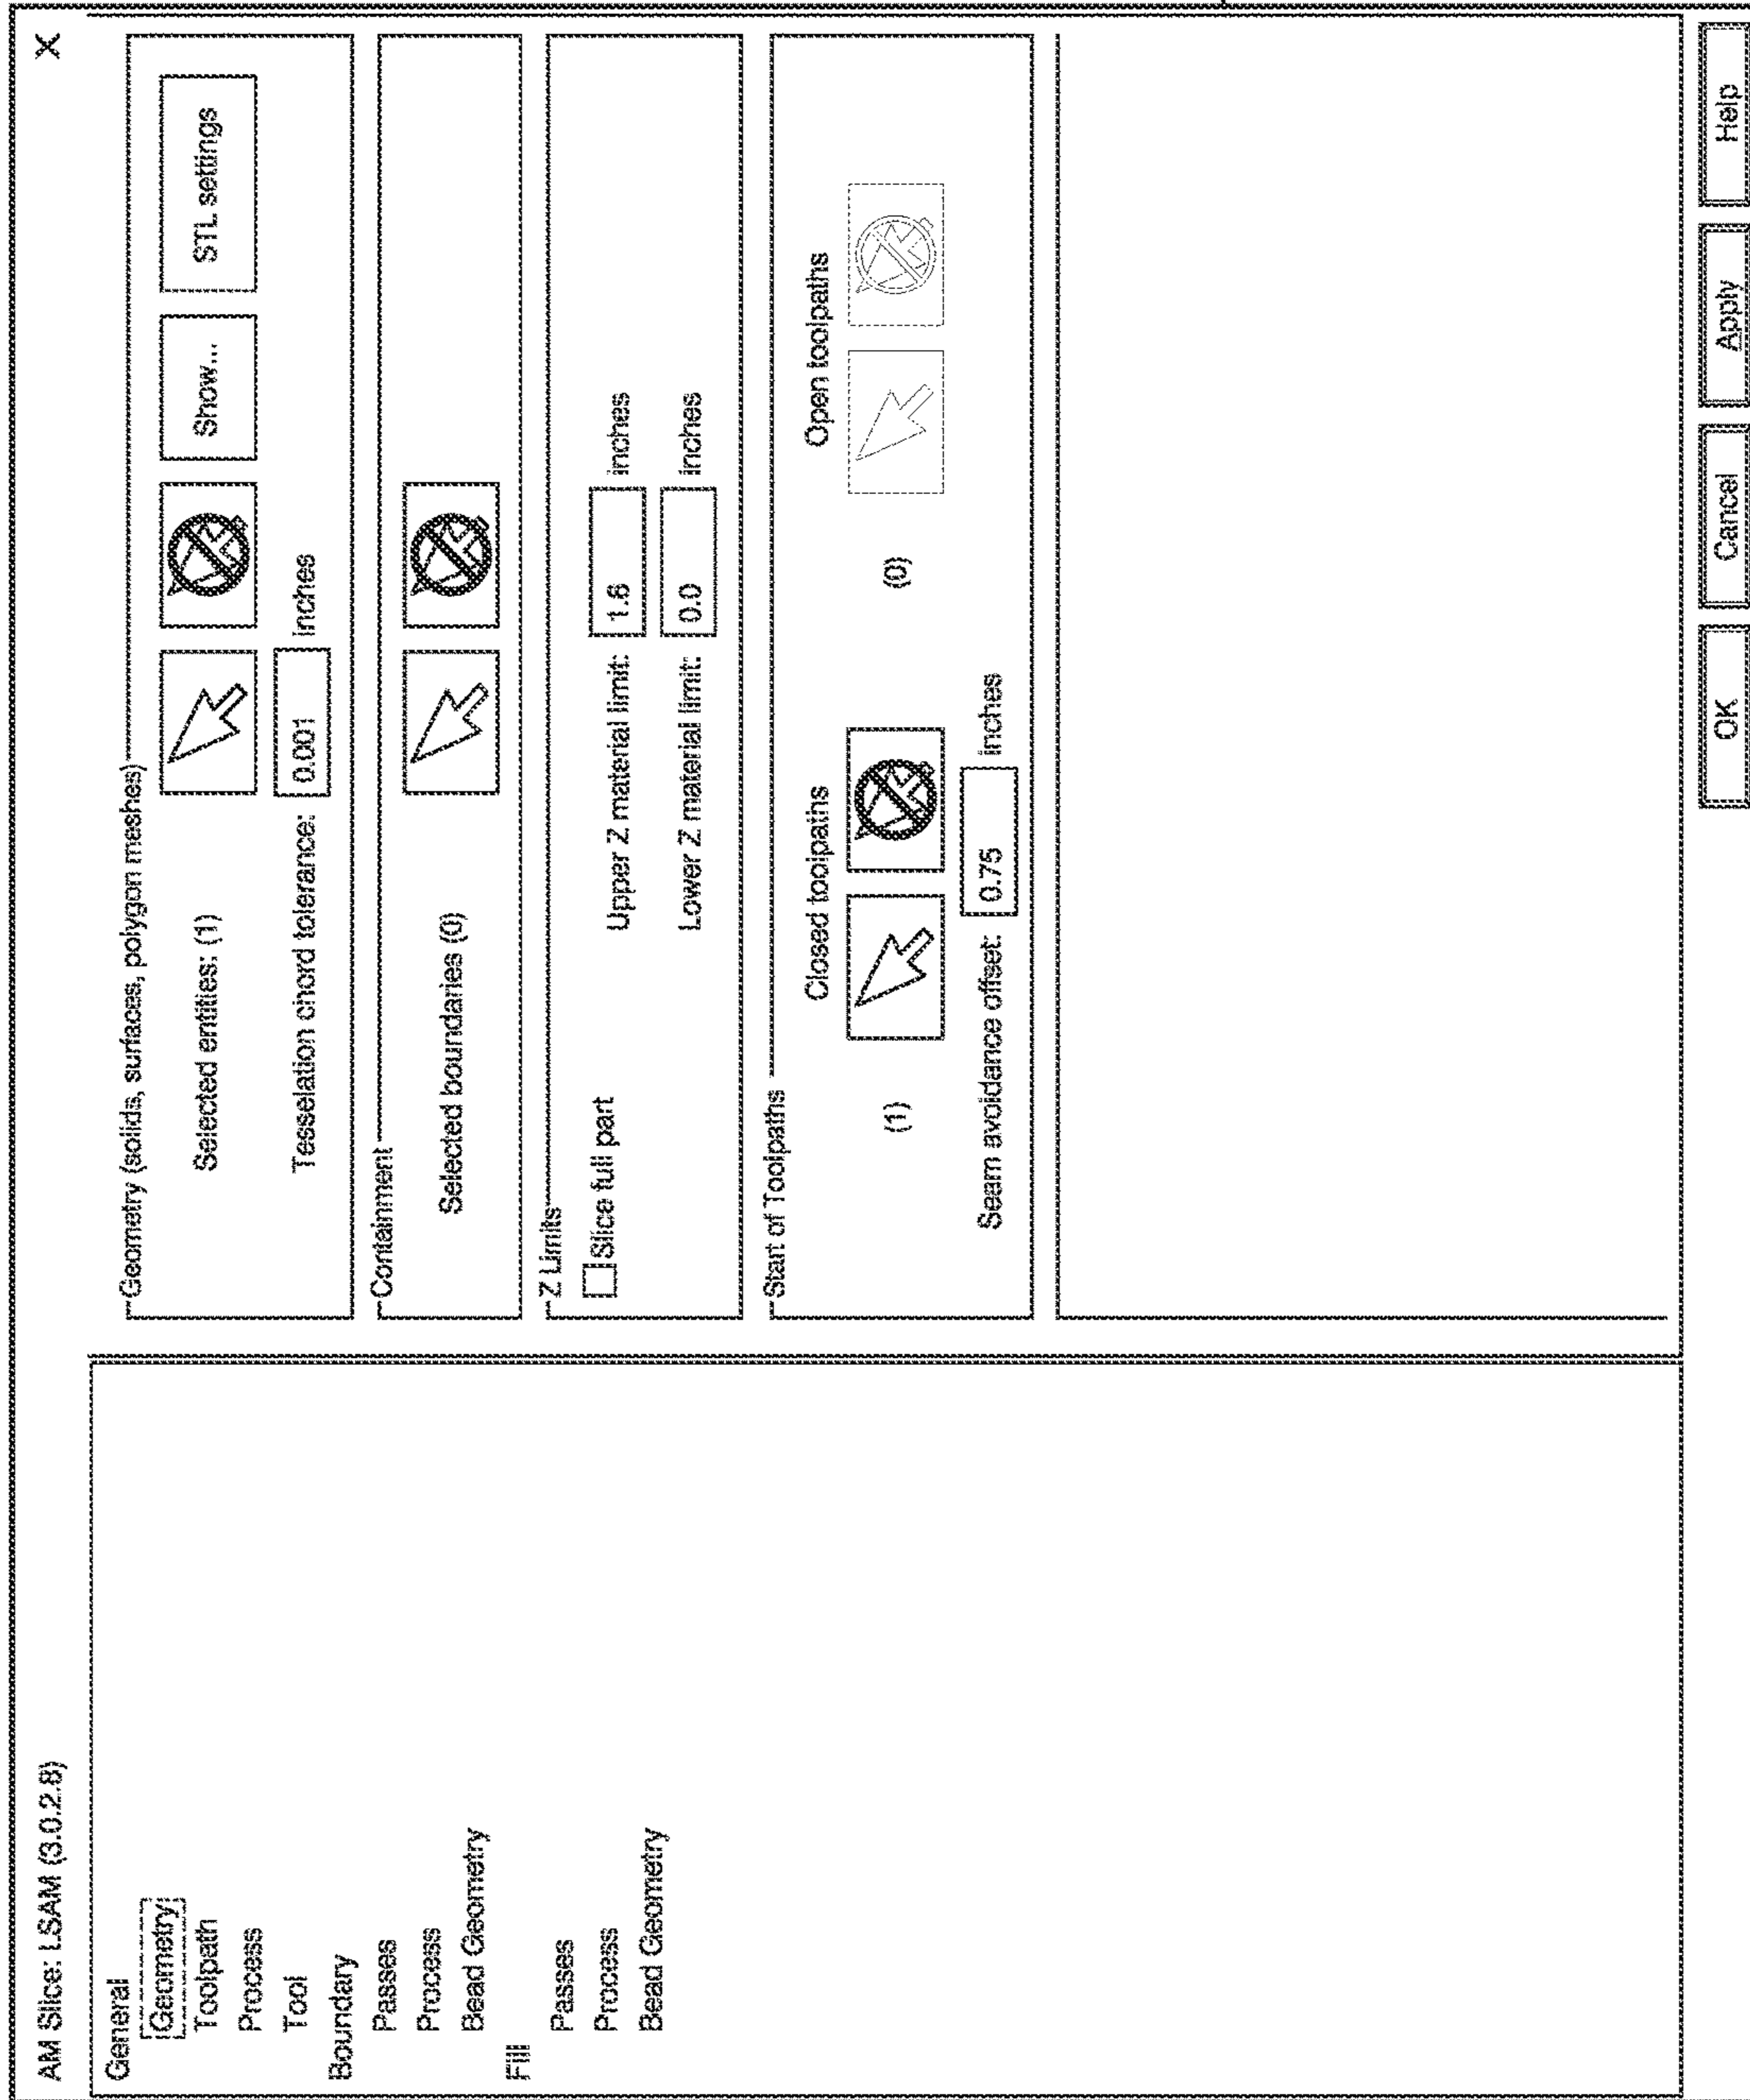 AM Slice: LSAM (3.0.2.8)
X
General
Geometry
Toolpath
Process
Tool
Boundary
Passes
Process
Bead Geometry
Fill
Passes
Process
Bead Geometry
Geometry (solids, surfaces, polygon meshes)
Selected entities: (1)
Show...
STL settings
Tesselation chord tolerance: 0.001 inches
Containment
Selected boundaries (0)
Z Limits
Slice full part
Upper Z material limit: 1.6 inches
Lower Z material limit: 0.0 inches
Start of Toolpaths
Closed toolpaths
Open toolpaths
(1)
(0)
Seam avoidance offset: 0.75 inches
OK
Cancel
Apply
Help